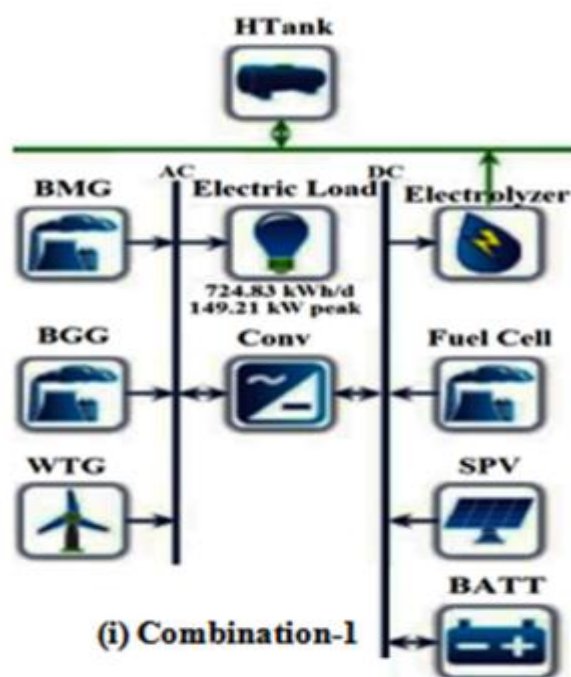 HTank
AC
DC
BMG
Electric Load
Electrolyzer
724.83 kWh/d
149.21 kW peak
BGG
Conv
Fuel Cell
WTG
SPV
BATT
(i) Combination-1